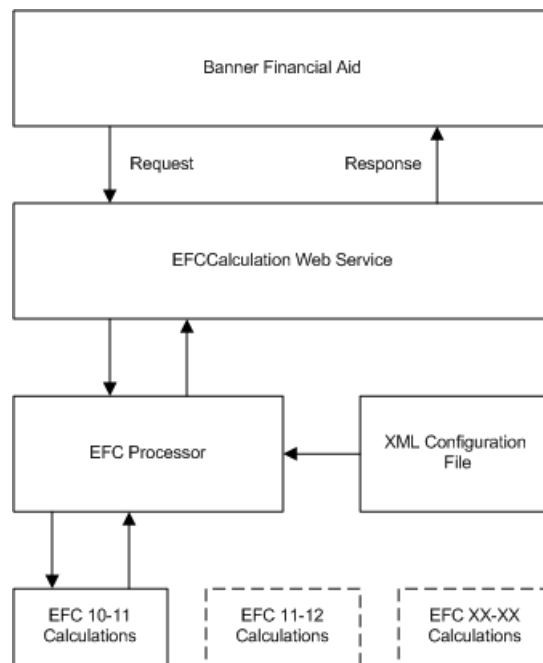 Banner Financial Aid
Request
Response
EFCCalculation Web Service
EFC Processor
XML Configuration
File
EFC 10-11
Calculations
EFC 11-12
Calculations
EFC XX-XX
Calculations